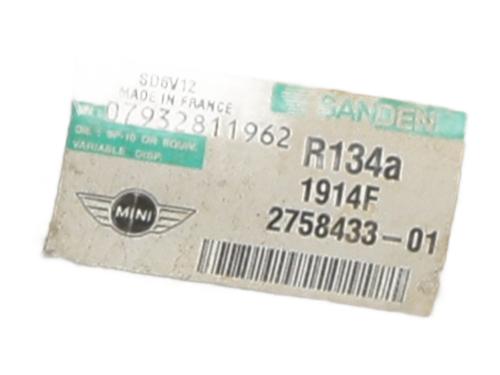 SD6V12
MADE IN FRANCE
SANDEN
S/N: 07932811962
OIL : SP-10 OR EQUIV.
VARIABLE DISP.
R134a
1914F
2758433-01
MINI